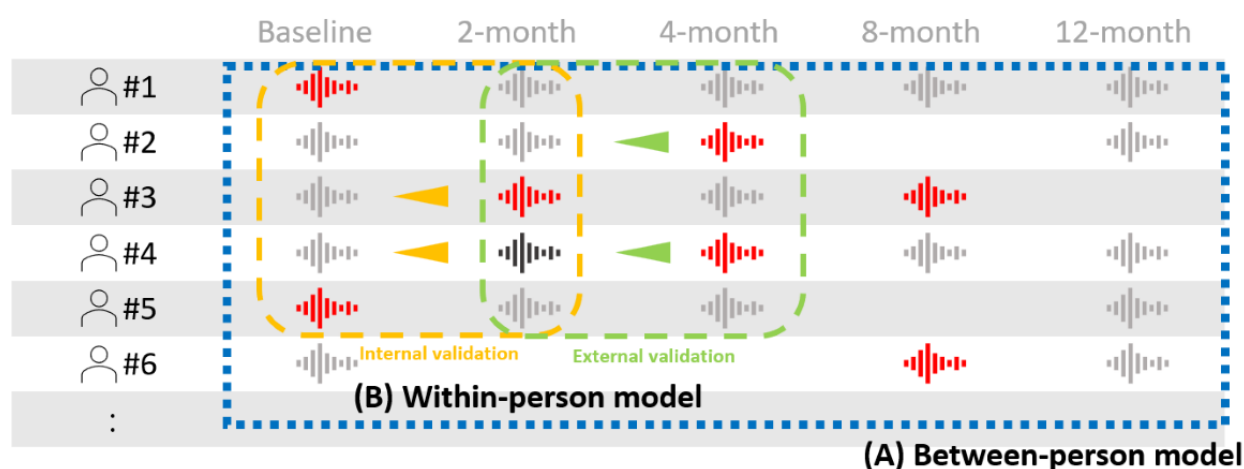 Baseline 2-month 4-month 8-month 12-month
#1
#2
#3
#4
#5
Internal validation External validation
#6
(B) Within-person model
:
(A) Between-person model